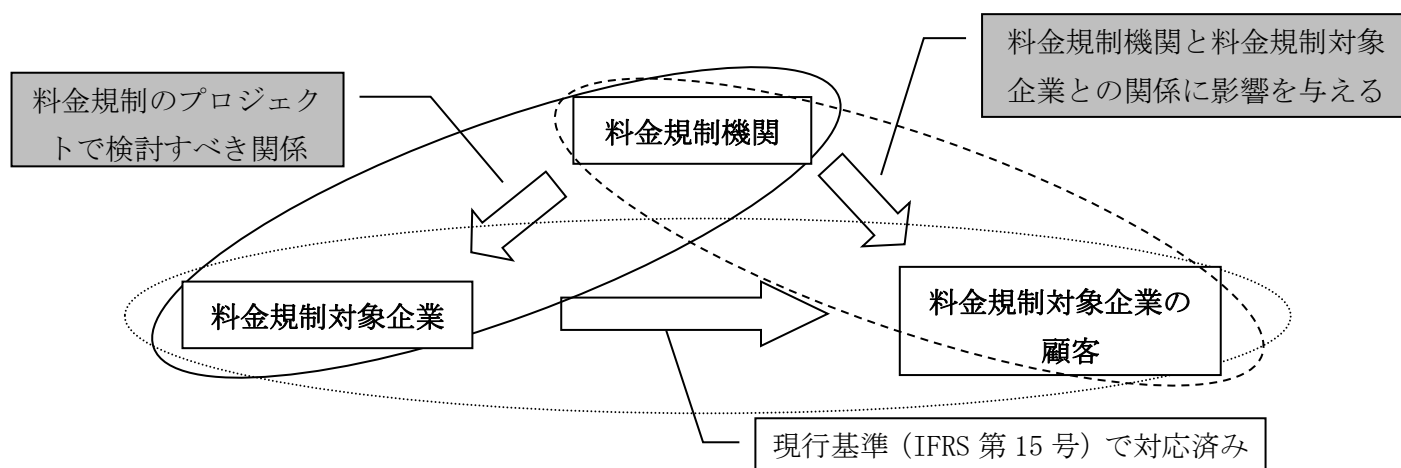 料金規制機関と料金規制対象
企業との関係に影響を与える
料金規制のプロジェク
トで検討すべき関係
料金規制機関
料金規制対象企業
料金規制対象企業の
顧客
現行基準（IFRS 第 15 号）で対応済み